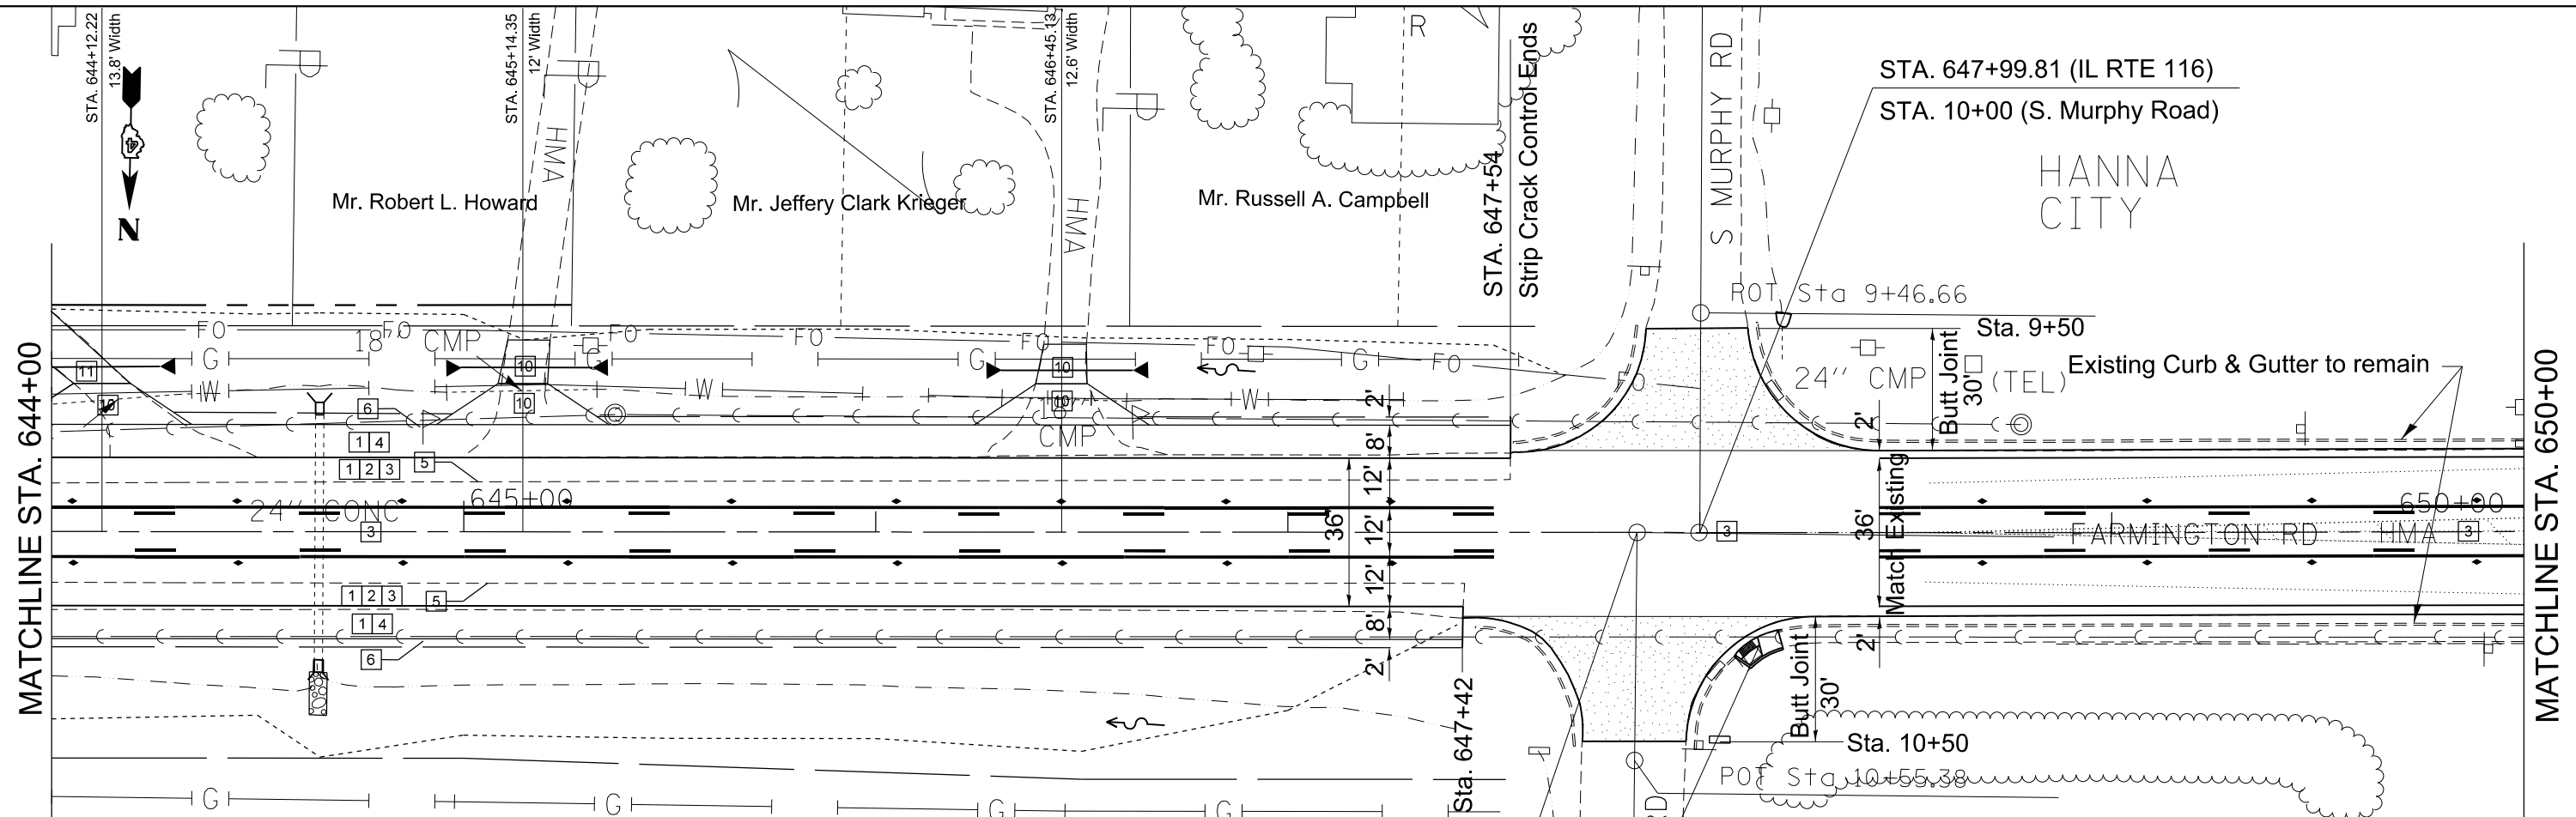 STA. 644+12.22
13.8' Width
STA. 645+14.35
12' Width
STA. 646+45.13
12.6' Width
HMA
HMA
R
N
Mr. Robert L. Howard
Mr. Jeffery Clark Krieger
Mr. Russell A. Campbell
STA. 647+54
Strip Crack Control Ends
S MURPHY RD
STA. 647+99.81 (IL RTE 116)
STA. 10+00 (S. Murphy Road)
HANNA
CITY
POT Sta 9+46.66
Sta. 9+50
Existing Curb & Gutter to remain
24'' CMP
(TEL)
Butt Joint
30'
2'
MATCHLINE STA. 644+00
FO FO FO FO FO FO FO FO
18'' CMP
G G G G
W W W
11
10
10
10
10
10
CMP
6
1 4
1 2 3
5
24'' CONC
645+00
3
1 2 3
5
1 4
6
2'
8'
12'
12'
12'
8'
2'
36'
36'
Match Existing
3
FARMINGTON RD
HMA
650+00
3
2'
Butt Joint
30'
Sta. 647+42
Sta. 10+50
POT Sta 10+55.38
RD
G G G G
MATCHLINE STA. 650+00